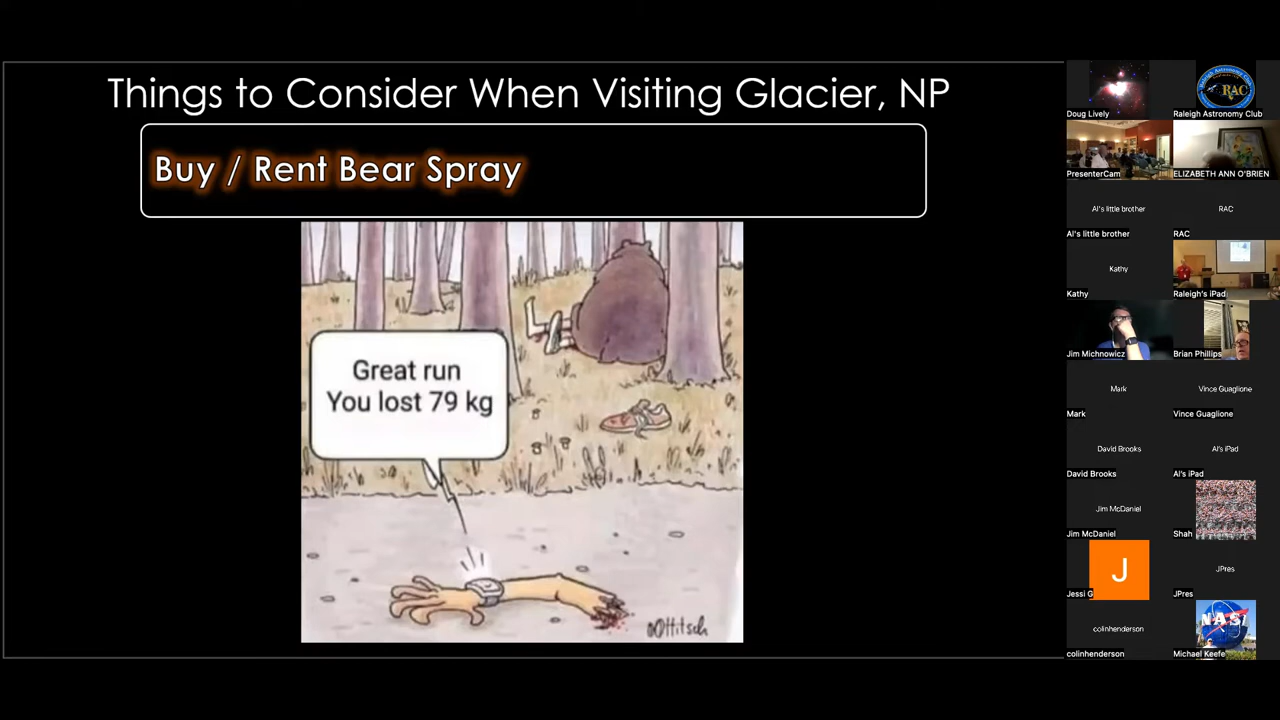 Things to Consider When Visiting Glacier, NP
Buy / Rent Bear Spray
Great run
You lost 79 kg
Doug Lively
RAC
Raleigh Astronomy Club
PresenterCam
ELIZABETH ANN O'BRIEN
Al's little brother
Al's little brother
RAC
RAC
Kathy
Kathy
Raleigh's iPad
Jim Michnowicz
Brian Phillips
Mark
Mark
Vince Guaglione
Vince Guaglione
David Brooks
David Brooks
Al's iPad
Al's iPad
Jim McDaniel
Jim McDaniel
Shah
J
Jessi G
JPres
JPres
colinhenderson
colinhenderson
NASA
Michael Keefe